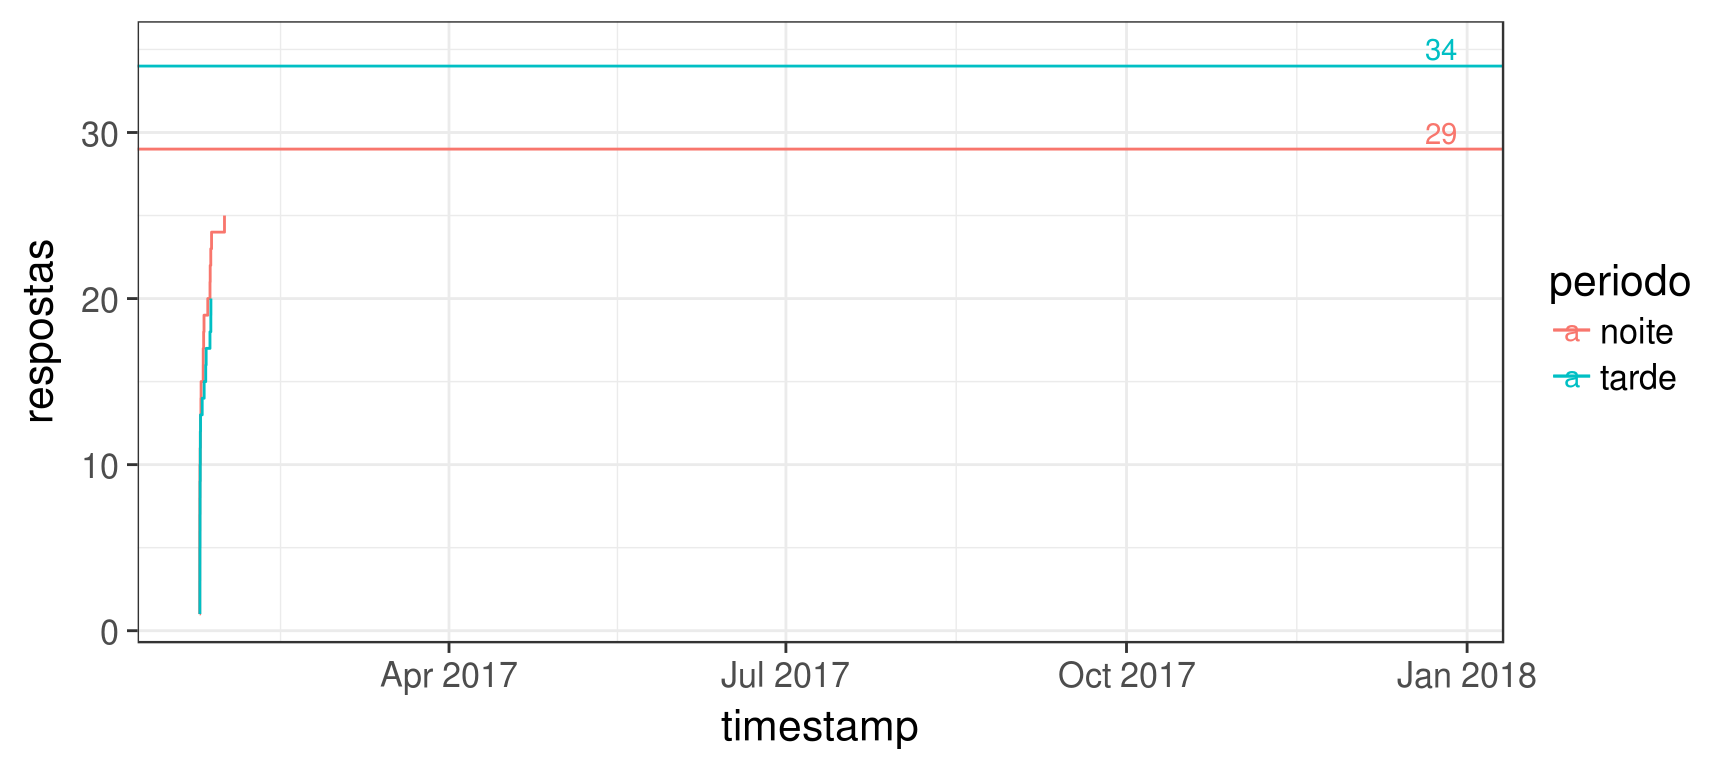 34
29
30
20
10
0
respostas
Apr 2017
Jul 2017
Oct 2017
Jan 2018
timestamp
periodo
a noite
a tarde